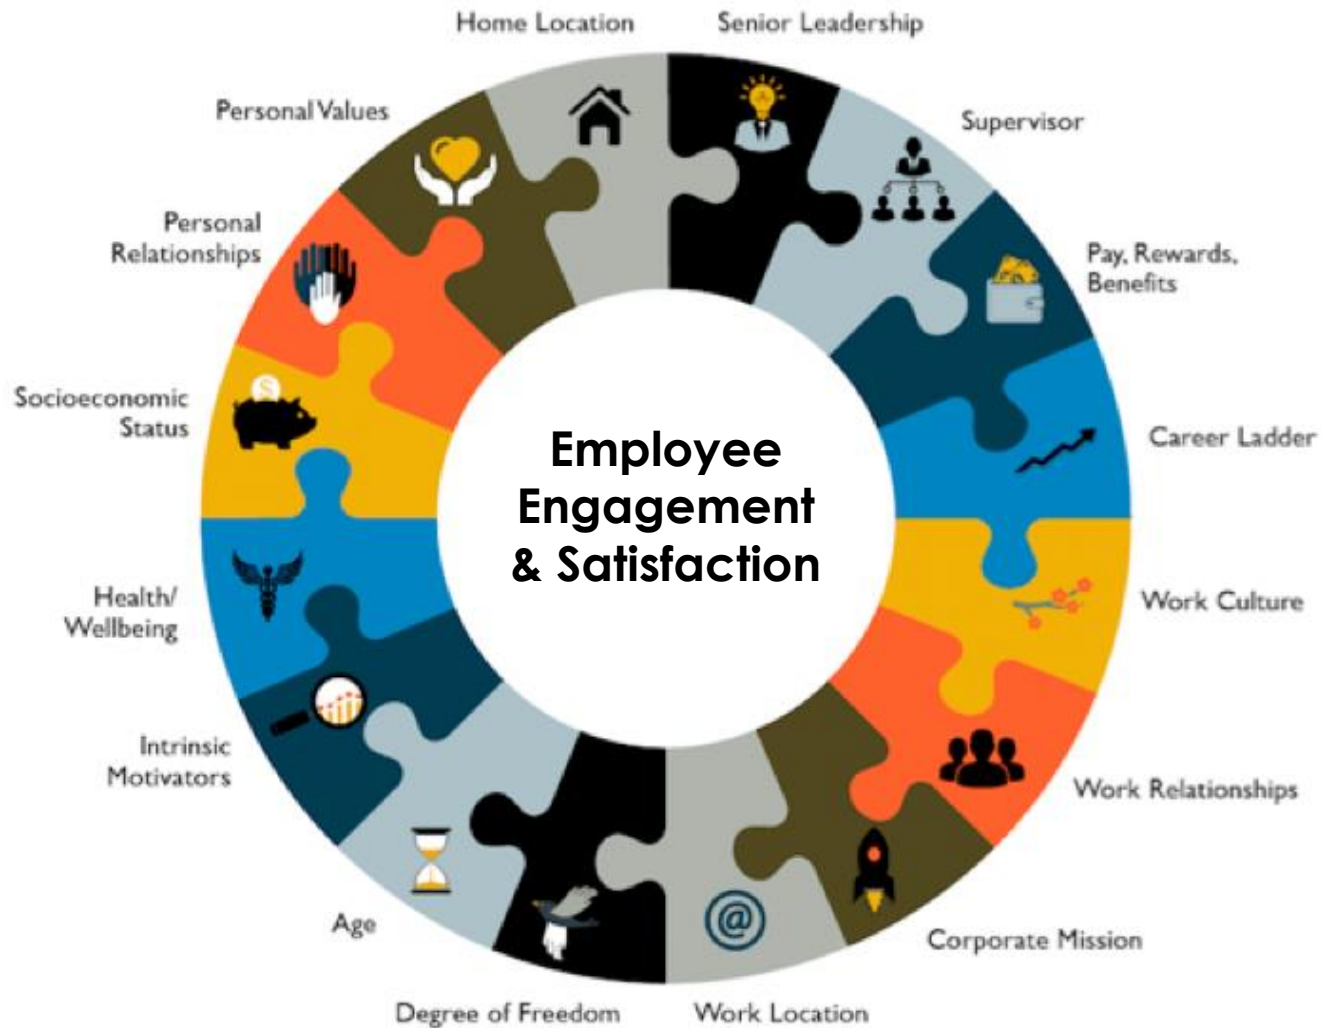 Home Location
Senior Leadership
Supervisor
Pay, Rewards,
Benefits
Career Ladder
Work Culture
Work Relationships
Corporate Mission
Work Location
Degree of Freedom
Age
Intrinsic
Motivators
Health/
Wellbeing
Socioeconomic
Status
Personal
Relationships
Personal Values
Employee
Engagement
& Satisfaction
$
@